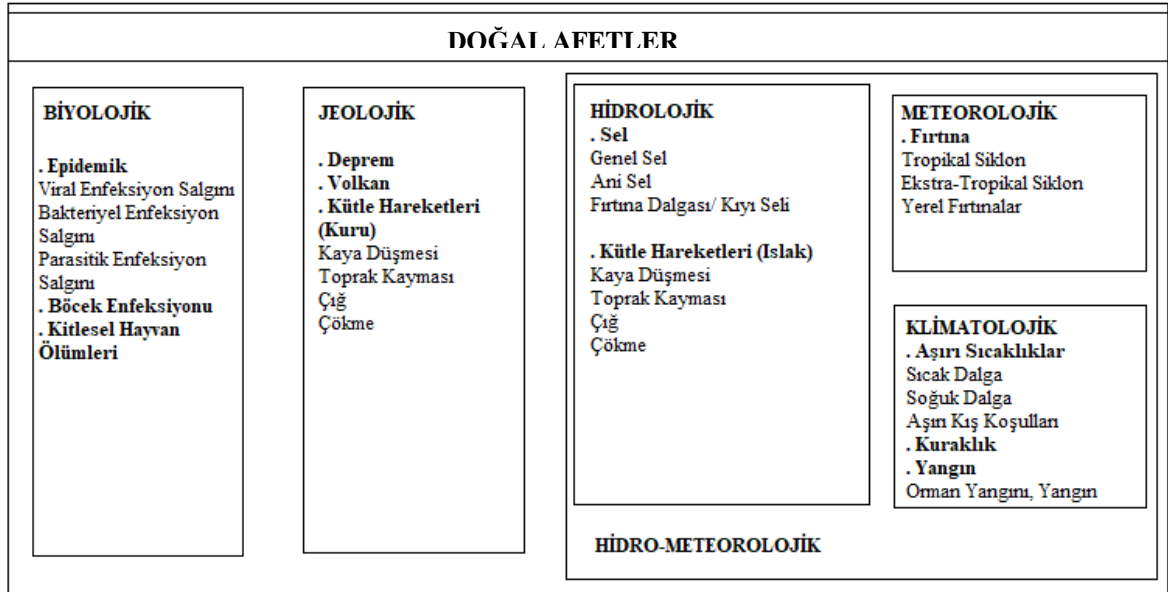 DOĞAL AFETLER
BİYOLOJİK
. Epidemik
Viral Enfeksiyon Salgını
Bakteriyel Enfeksiyon
Salgını
Parasitik Enfeksiyon
Salgını
. Böcek Enfeksiyonu
. Kitlesel Hayvan
Ölümleri
JEOLOJİK
. Deprem
. Volkan
. Kütle Hareketleri
(Kuru)
Kaya Düşmesi
Toprak Kayması
Çığ
Çökme
HİDROLOJİK
. Sel
Genel Sel
Ani Sel
Fırtına Dalgası/ Kıyı Seli
. Kütle Hareketleri (Islak)
Kaya Düşmesi
Toprak Kayması
Çığ
Çökme
METEOROLOJİK
. Fırtına
Tropikal Siklon
Ekstra-Tropikal Siklon
Yerel Fırtınalar
KLİMATOLOJİK
. Aşırı Sıcaklıklar
Sıcak Dalga
Soğuk Dalga
Aşırı Kış Koşulları
. Kuraklık
. Yangın
Orman Yangını, Yangın
HİDRO-METEOROLOJİK